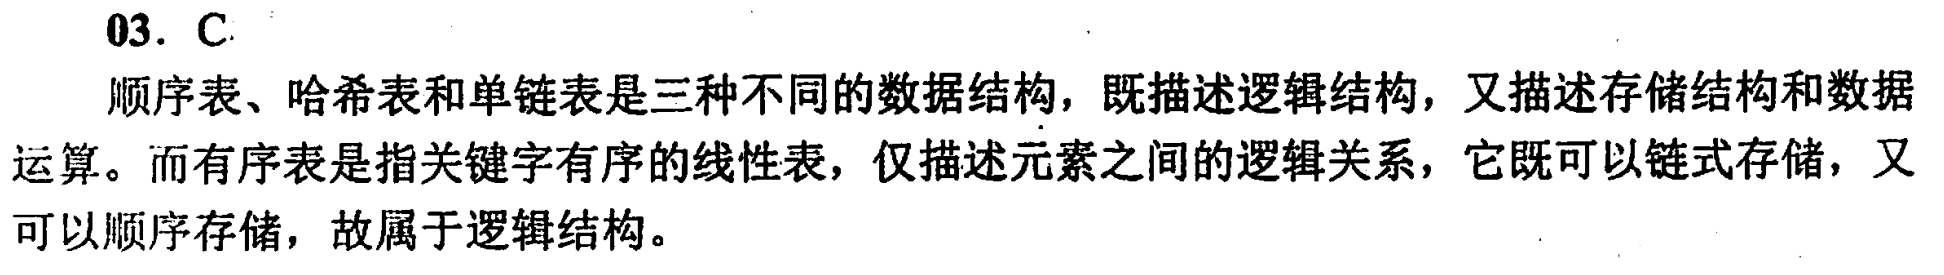 03. C
顺序表、哈希表和单链表是三种不同的数据结构，既描述逻辑结构，又描述存储结构和数据
运算。而有序表是指关键字有序的线性表，仅描述元素之间的逻辑关系，它既可以链式存储，又
可以顺序存储，故属于逻辑结构。